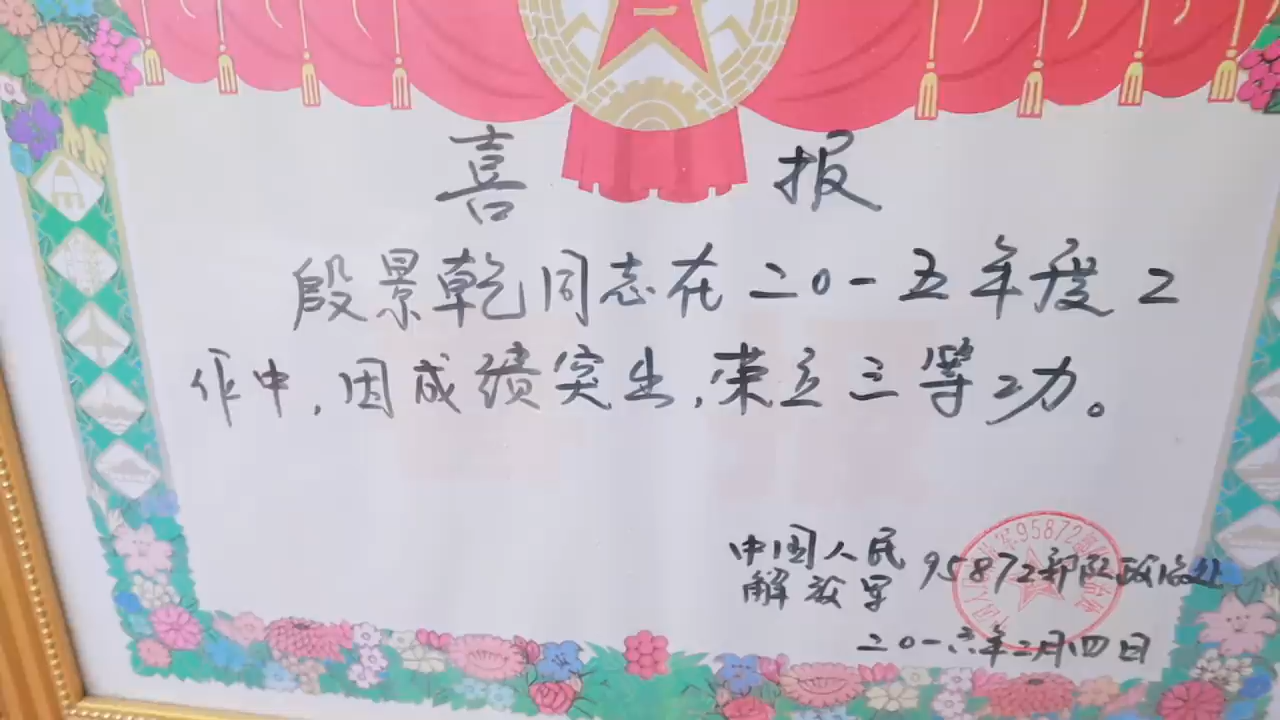 喜报
殷景乾同志在二〇一五年度工
作中,因成绩突出,荣立三等功。
中国人民
解放军
95872部队政治处
二〇一六年二月四日